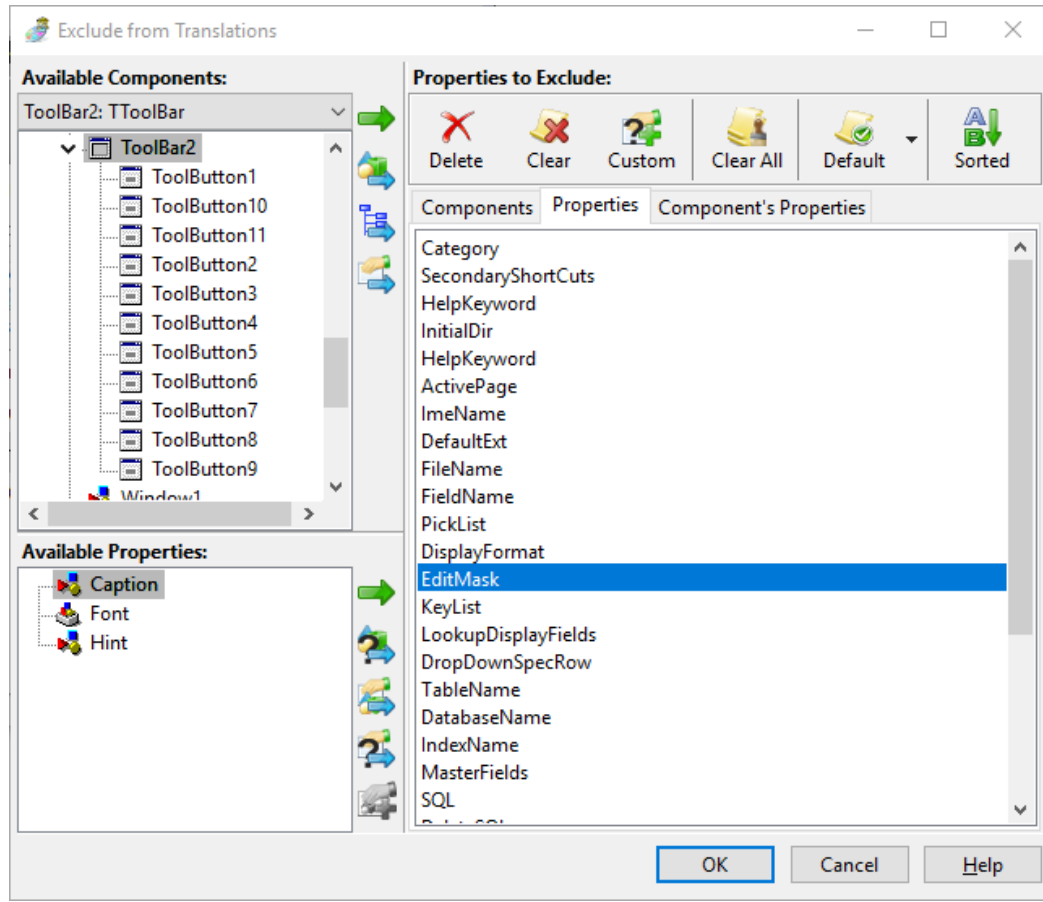 Exclude from Translations
Available Components:
ToolBar2: TToolBar
ToolBar2
ToolButton1
ToolButton10
ToolButton11
ToolButton2
ToolButton3
ToolButton4
ToolButton5
ToolButton6
ToolButton7
ToolButton8
ToolButton9
Window1
Available Properties:
Caption
Font
Hint
Properties to Exclude:
Delete Clear Custom Clear All Default Sorted
Components Properties Component's Properties
Category
SecondaryShortCuts
HelpKeyword
InitialDir
HelpKeyword
ActivePage
ImeName
DefaultExt
FileName
FieldName
PickList
DisplayFormat
EditMask
KeyList
LookupDisplayFields
DropDownSpecRow
TableName
DatabaseName
IndexName
MasterFields
SQL
OK Cancel Help